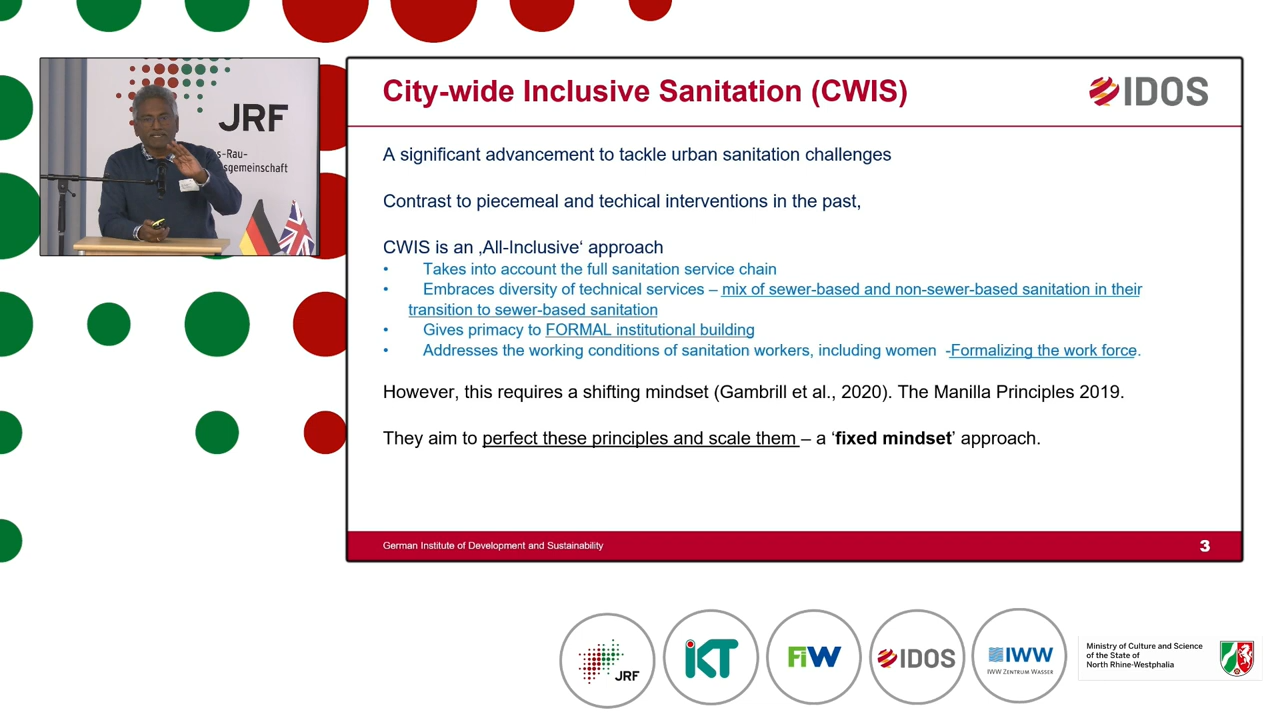 JRF
s-Rau-
sgemeinschaft
City-wide Inclusive Sanitation (CWIS)
IDOS
A significant advancement to tackle urban sanitation challenges
Contrast to piecemeal and techical interventions in the past,
CWIS is an ‚All-Inclusive‘ approach
• Takes into account the full sanitation service chain
• Embraces diversity of technical services – mix of sewer-based and non-sewer-based sanitation in their
transition to sewer-based sanitation
• Gives primacy to FORMAL institutional building
• Addresses the working conditions of sanitation workers, including women -Formalizing the work force.
However, this requires a shifting mindset (Gambrill et al., 2020). The Manilla Principles 2019.
They aim to perfect these principles and scale them – a ‘fixed mindset’ approach.
German Institute of Development and Sustainability
3
JRF
iKT
FiW
IDOS
IWW
IWW ZENTRUM WASSER
Ministry of Culture and Science
of the State of
North Rhine-Westphalia